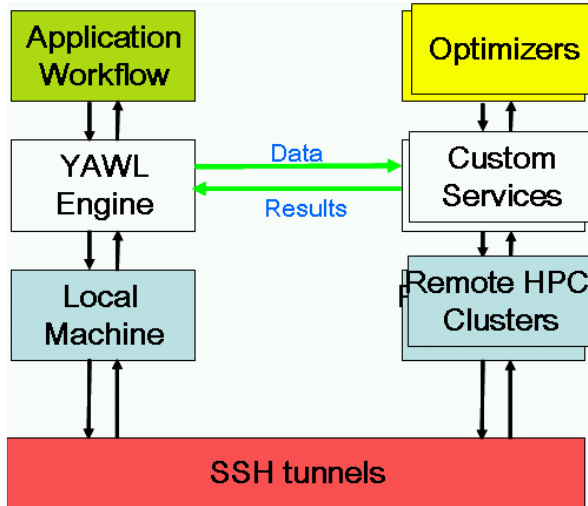 Application
Workflow
Optimizers
YAWL
Engine
Data
Results
Custom
Services
Local
Machine
Remote HPC
Clusters
SSH tunnels